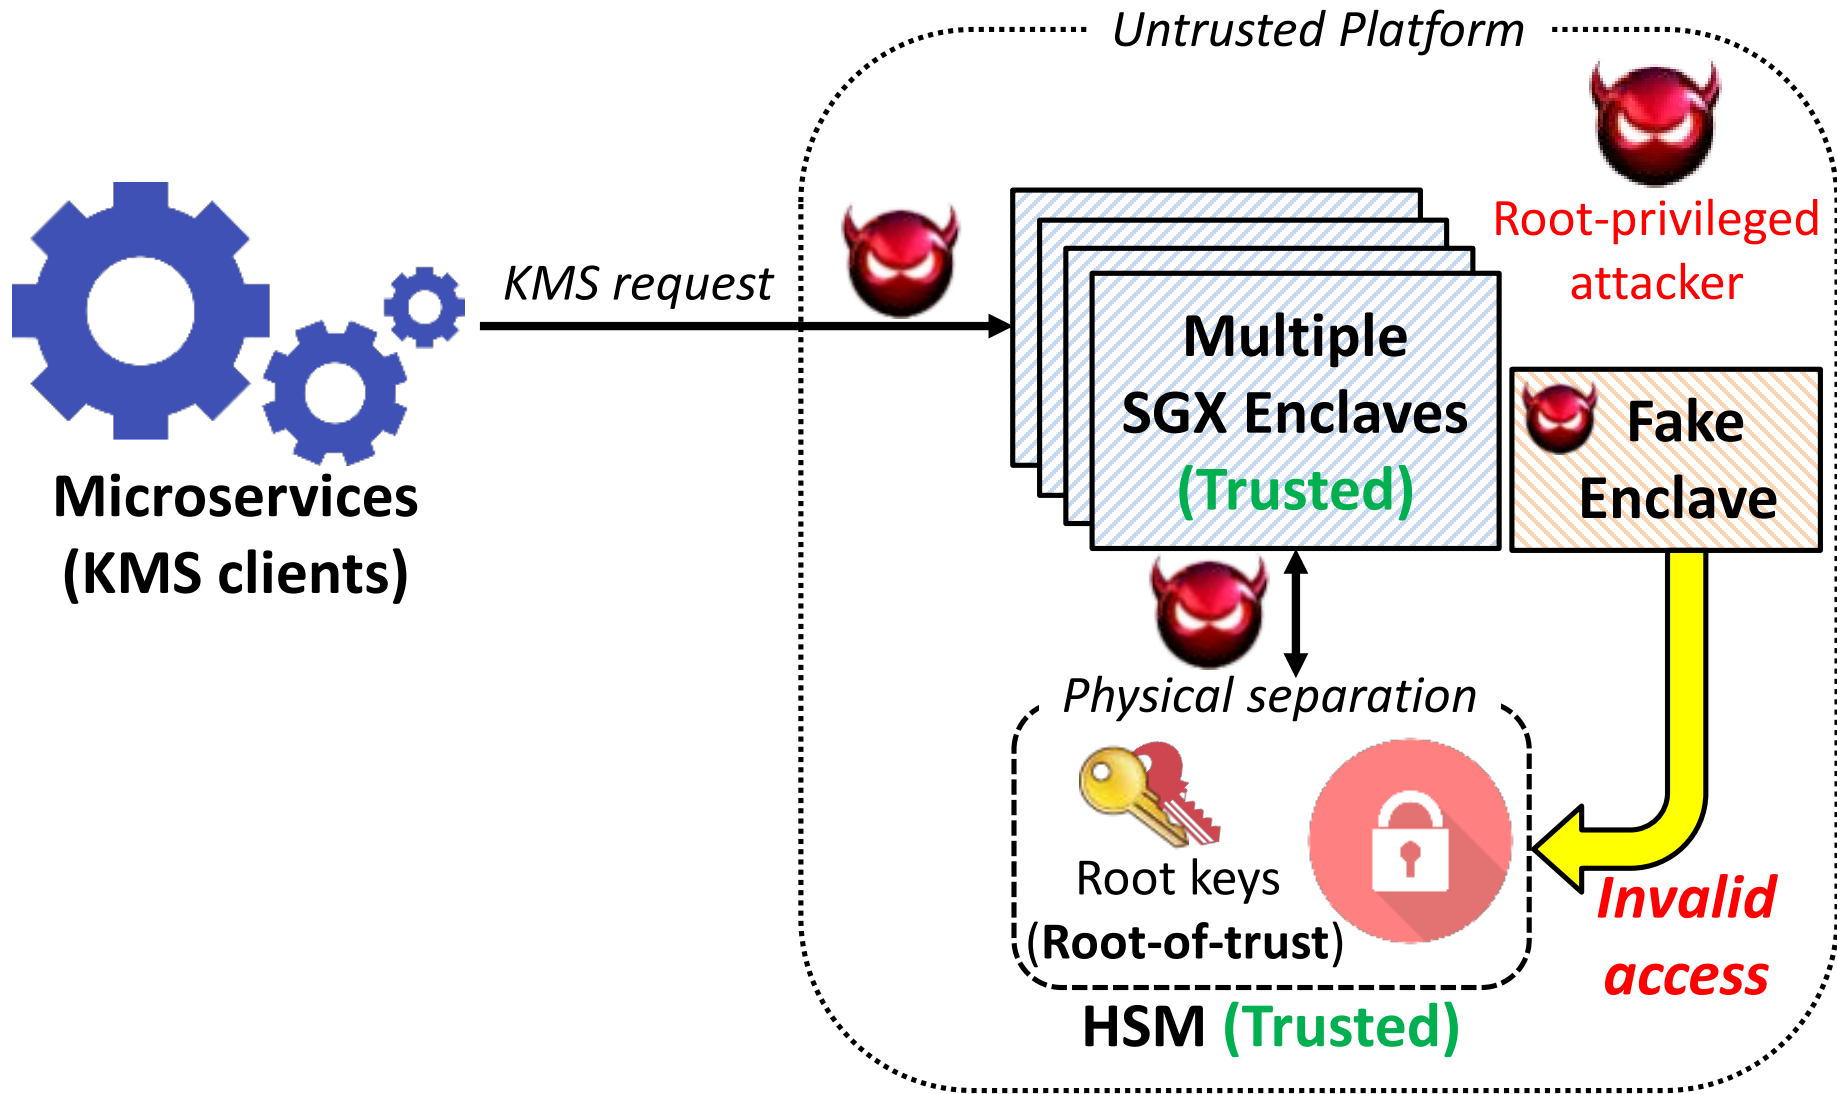 Untrusted Platform
Root-privileged
attacker
KMS request
Multiple
SGX Enclaves
(Trusted)
Fake
Enclave
Microservices
(KMS clients)
Physical separation
Root keys
(Root-of-trust)
Invalid
access
HSM (Trusted)